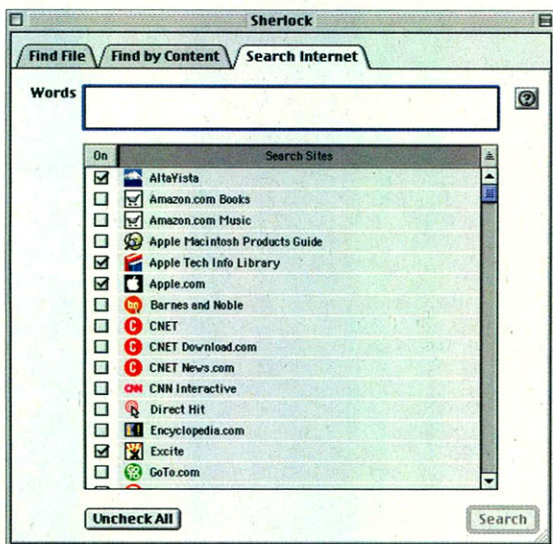 Sherlock
Find File Find by Content Search Internet
Words
?
On Search Sites
AltaVista
Amazon.com Books
Amazon.com Music
Apple Macintosh Products Guide
Apple Tech Info Library
Apple.com
bn Barnes and Noble
C CNET
C CNET Download.com
C CNET News.com
CNN CNN Interactive
Direct Hit
Encyclopedia.com
Excite
GoTo.com
Uncheck All Search